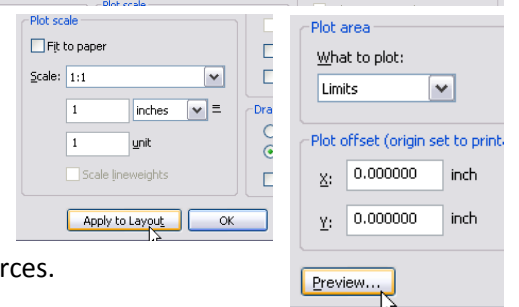 Plot scale
Fit to paper
Scale: 1:1
1 inches =
1 unit
Scale lineweights
Apply to Layout OK
Plot area
What to plot:
Limits
Plot offset (origin set to print
X: 0.000000 inch
Y: 0.000000 inch
Preview...
rces.